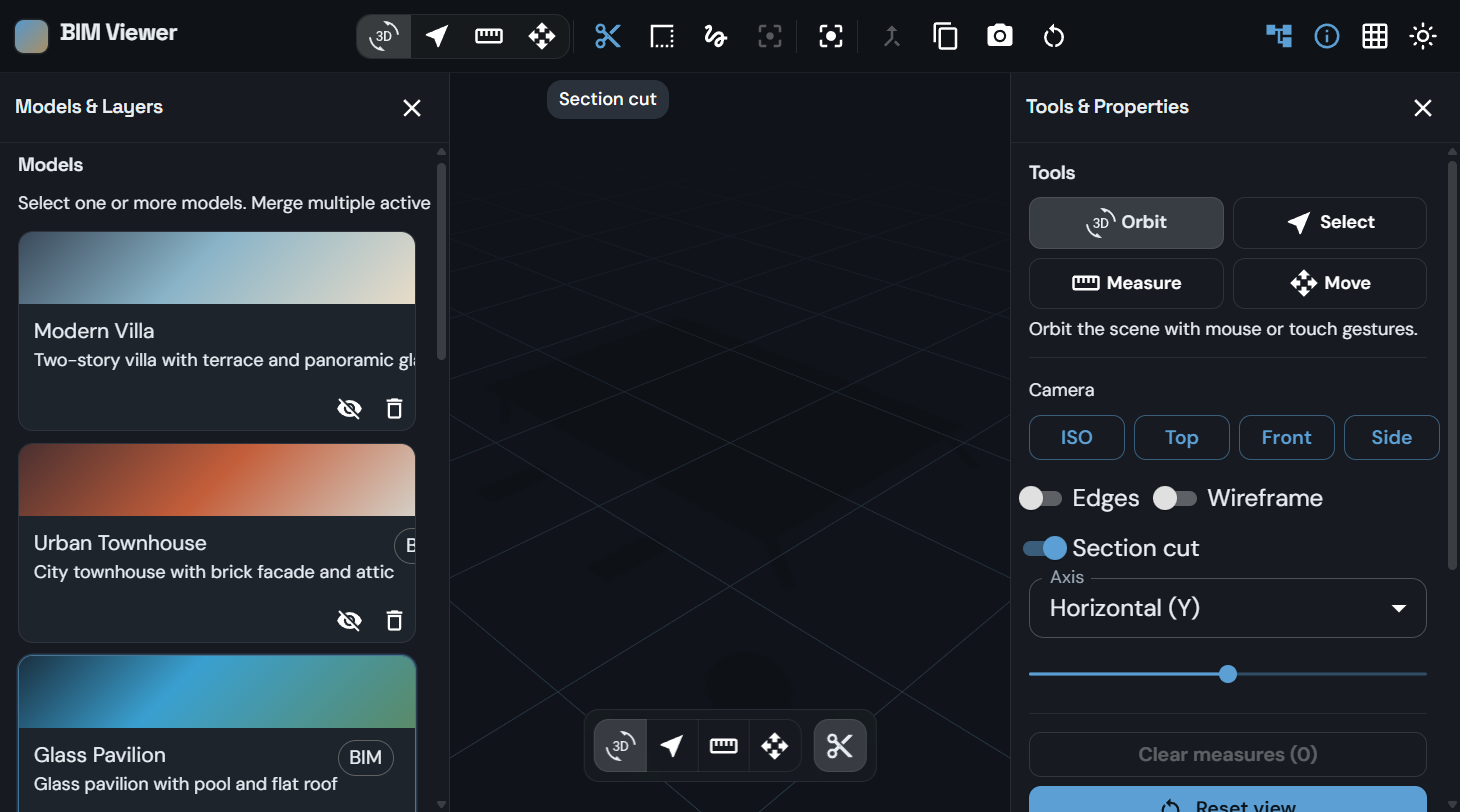 BIM Viewer
3D
Section cut
Models & Layers
Models
Select one or more models. Merge multiple active
Modern Villa
Two-story villa with terrace and panoramic
Urban Townhouse
City townhouse with brick facade and attic
Glass Pavilion
BIM
Glass pavilion with pool and flat roof
3D
Tools & Properties
Tools
3D Orbit
Select
Measure
Move
Orbit the scene with mouse or touch gestures.
Camera
ISO
Top
Front
Side
Edges
Wireframe
Section cut
Axis
Horizontal (Y)
Clear measures (0)
Reset view